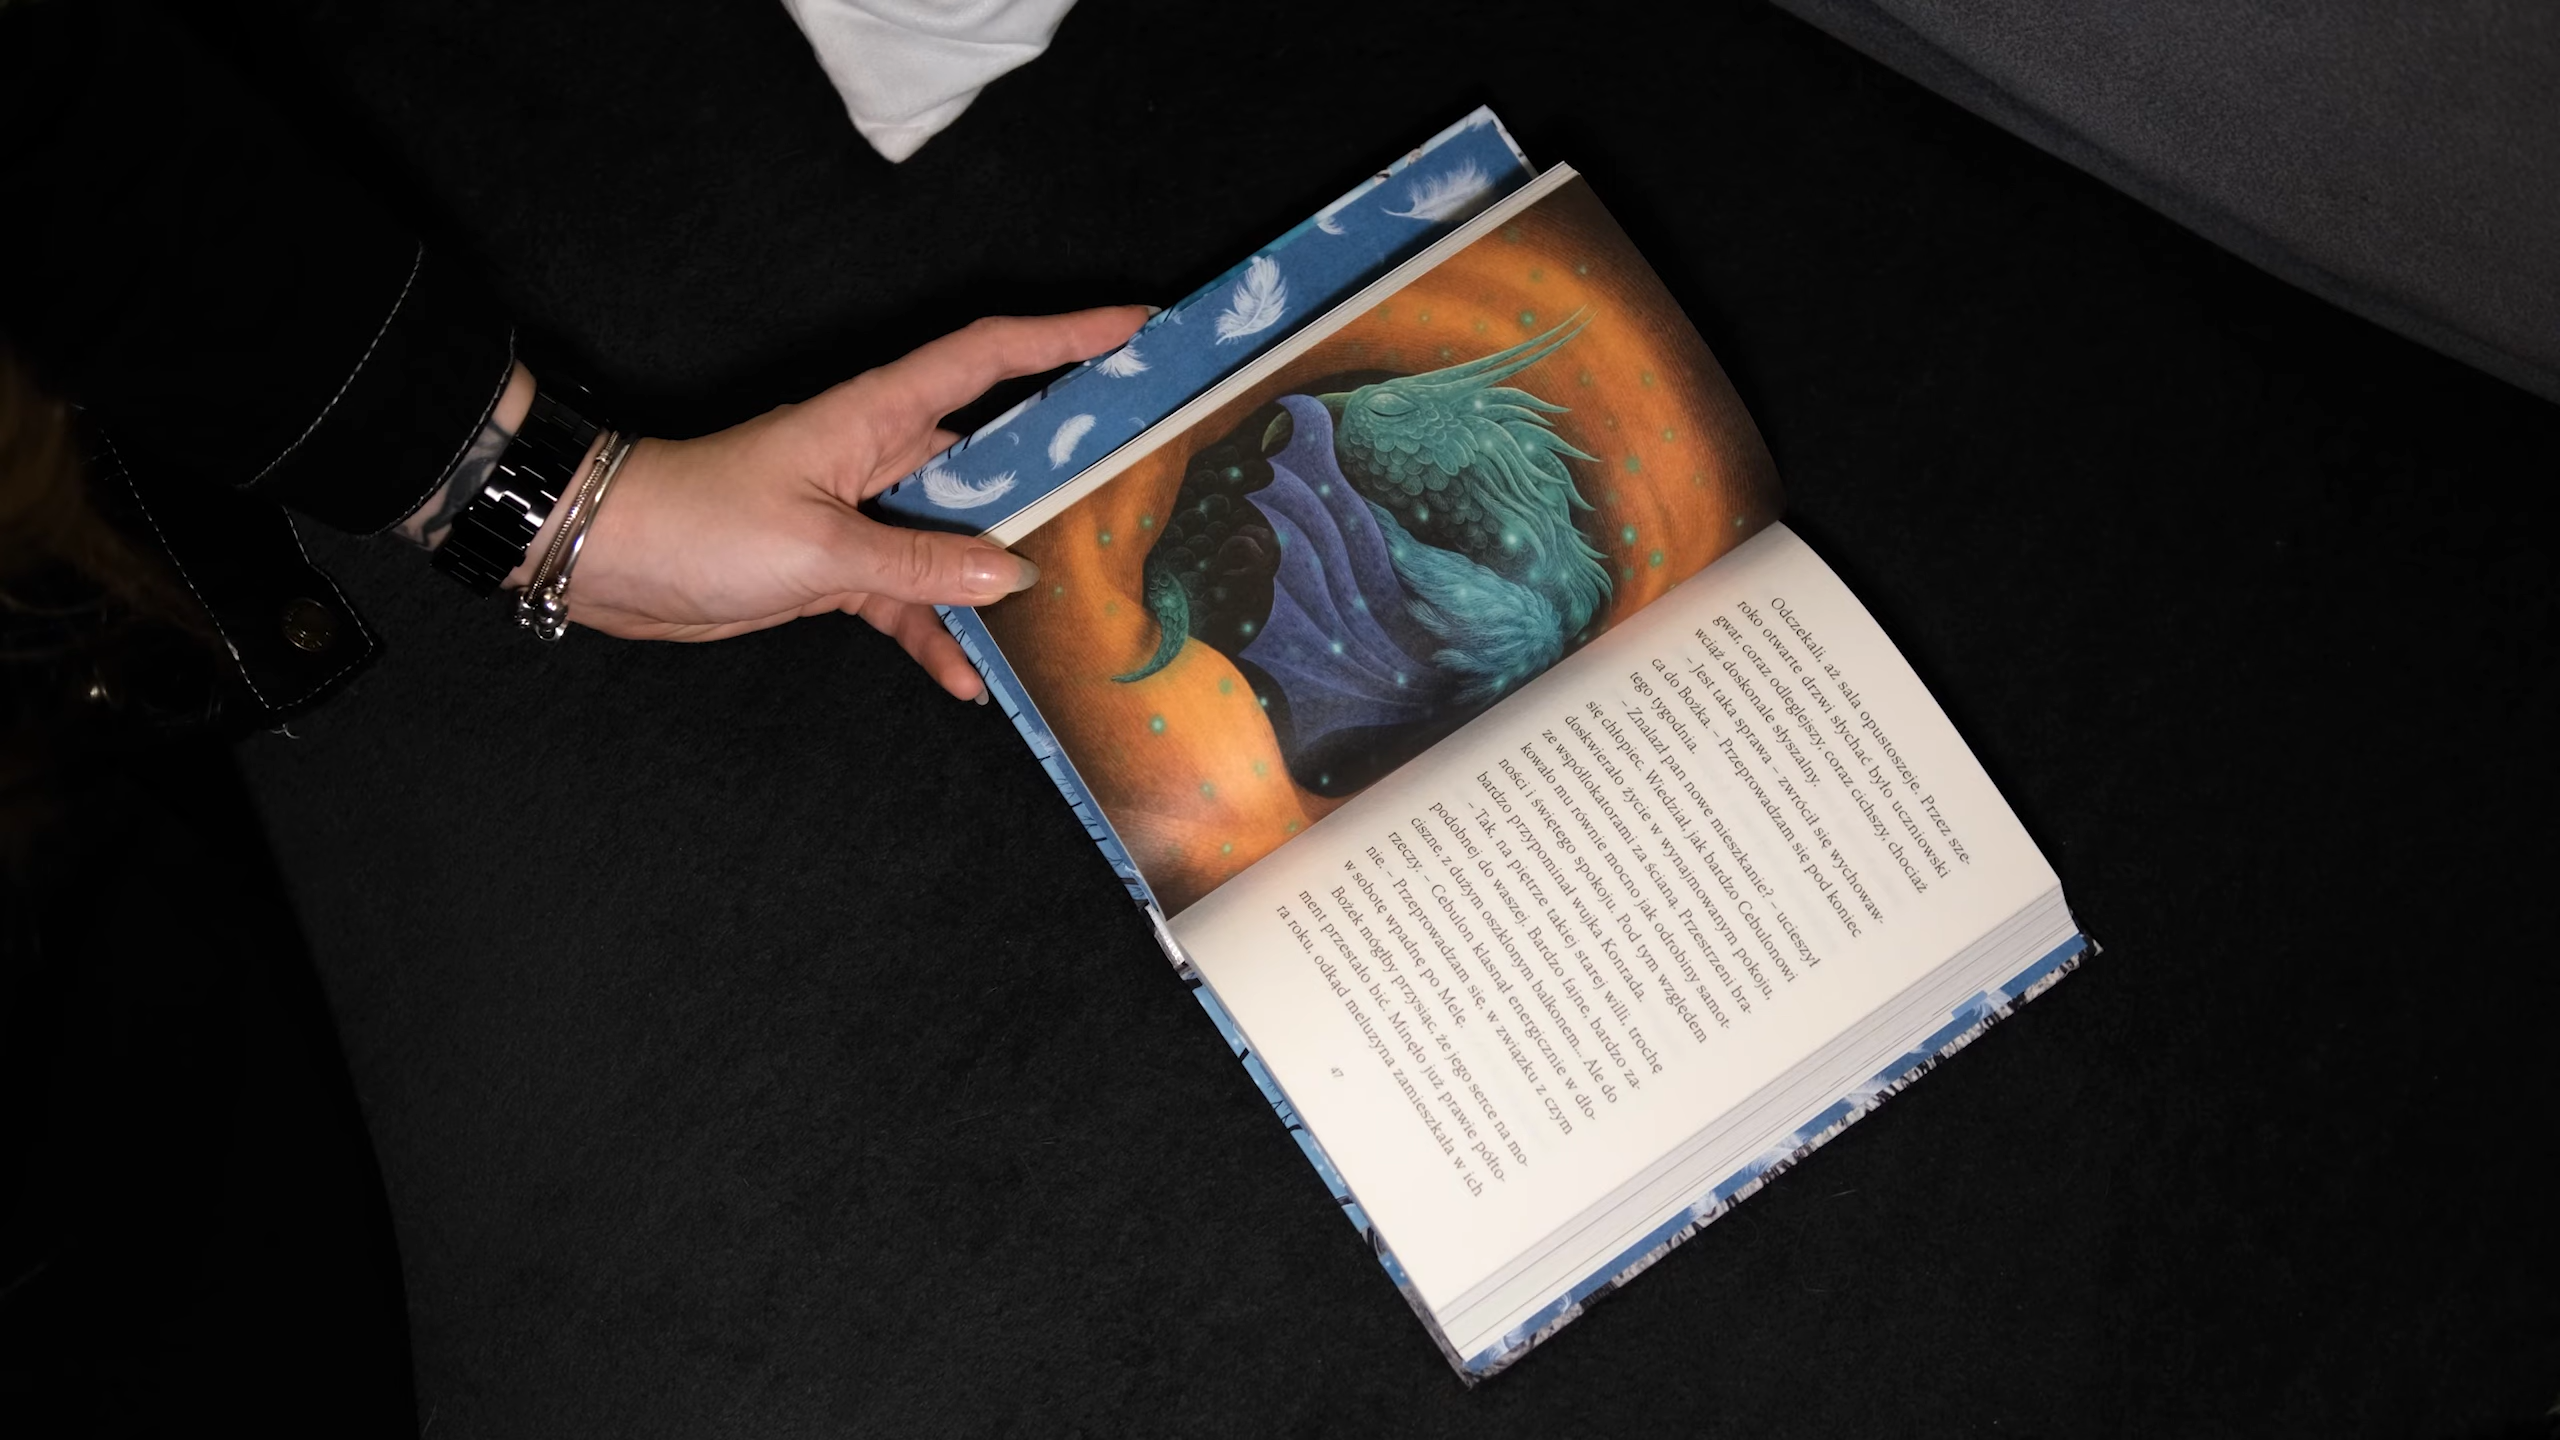 Odczekali, aż sala opustoszeje. Przez sze-
roko otwarte drzwi słychać było uczniowski
gwar, coraz odleglejszy, coraz cichszy, chociaż
wciąż doskonale słyszalny.
– Jest taka sprawa – zwrócił się wychowaw-
ca do Bożka. – Przeprowadzam się pod koniec
tego tygodnia.
– Znalazł pan nowe mieszkanie? – ucieszył
się chłopiec. Wiedział, jak bardzo Cebulonowi
doskwierało życie w wynajmowanym pokoju,
ze współlokatorami za ścianą. Przestrzeni bra-
kowało mu równie mocno jak odrobiny samot-
ności i świętego spokoju. Pod tym względem
bardzo przypominał wujka Konrada.
– Tak, na piętrze takiej starej willi, trochę
podobnej do waszej. Bardzo fajne, bardzo za-
ciszne, z dużym oszklonym balkonem... Ale do
rzeczy. – Cebulon klasnął energicznie w dło-
nie. – Przeprowadzam się, w związku z czym
w sobotę wpadnę po Melę.
Bożek mógłby przysiąc, że jego serce na mo-
ment przestało bić. Minęło już prawie półto-
ra roku, odkąd meluzyna zamieszkała w ich
47